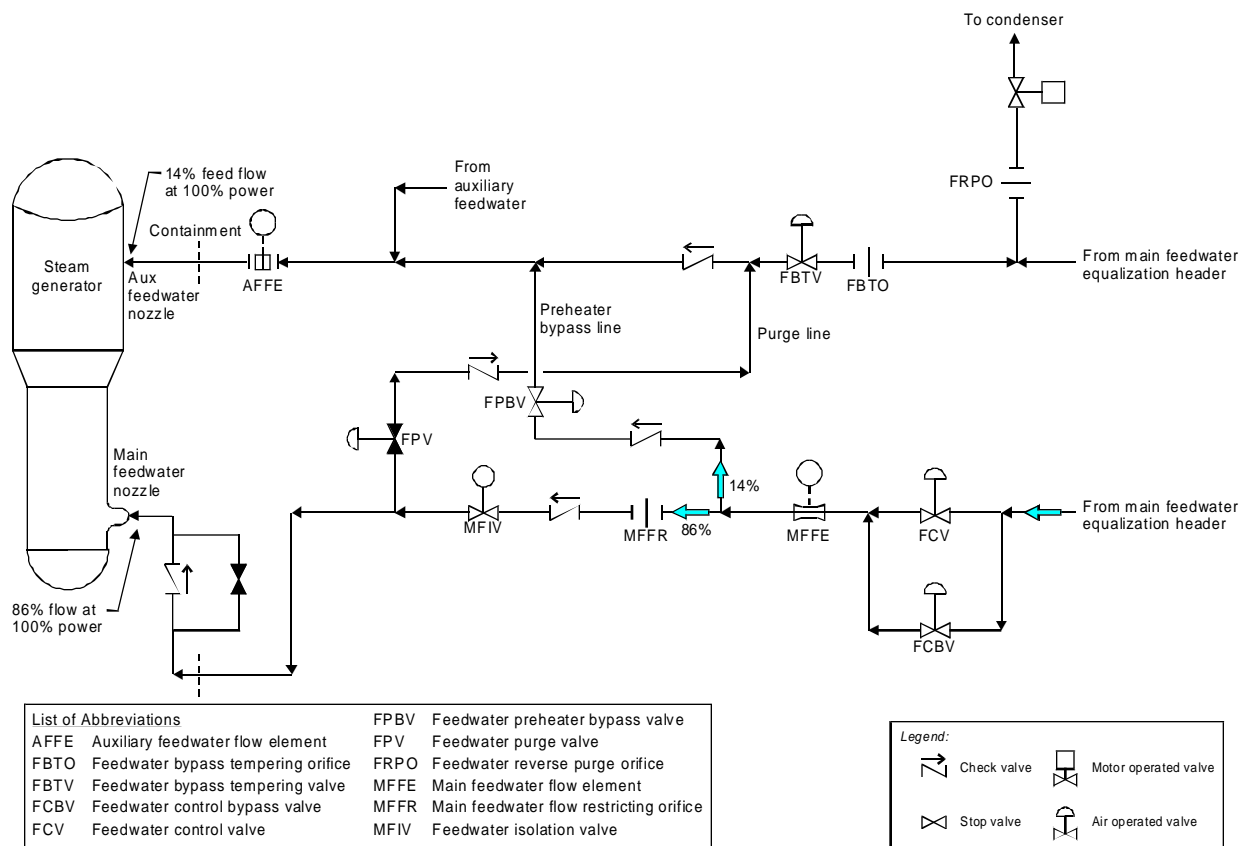 To condenser
FRPO
From
auxiliary
feedwater
14% feed flow
at 100% power
Containment
Steam
generator
Aux
feedwater
nozzle
AFFE
FBTV
FBTO
From main feedwater
equalization header
Preheater
bypass line
Purge line
FPBV
FPV
Main
feedwater
nozzle
14%
MFIV
MFFR
86%
MFFE
FCV
From main feedwater
equalization header
86% flow at
100% power
FCBV
List of Abbreviations
AFFE Auxiliary feedwater flow element
FBTO Feedwater bypass tempering orifice
FBTV Feedwater bypass tempering valve
FCBV Feedwater control bypass valve
FCV Feedwater control valve
FPBV Feedwater preheater bypass valve
FPV Feedwater purge valve
FRPO Feedwater reverse purge orifice
MFFE Main feedwater flow element
MFFR Main feedwater flow restricting orifice
MFIV Feedwater isolation valve
Legend:
Check valve
Motor operated valve
Stop valve
Air operated valve